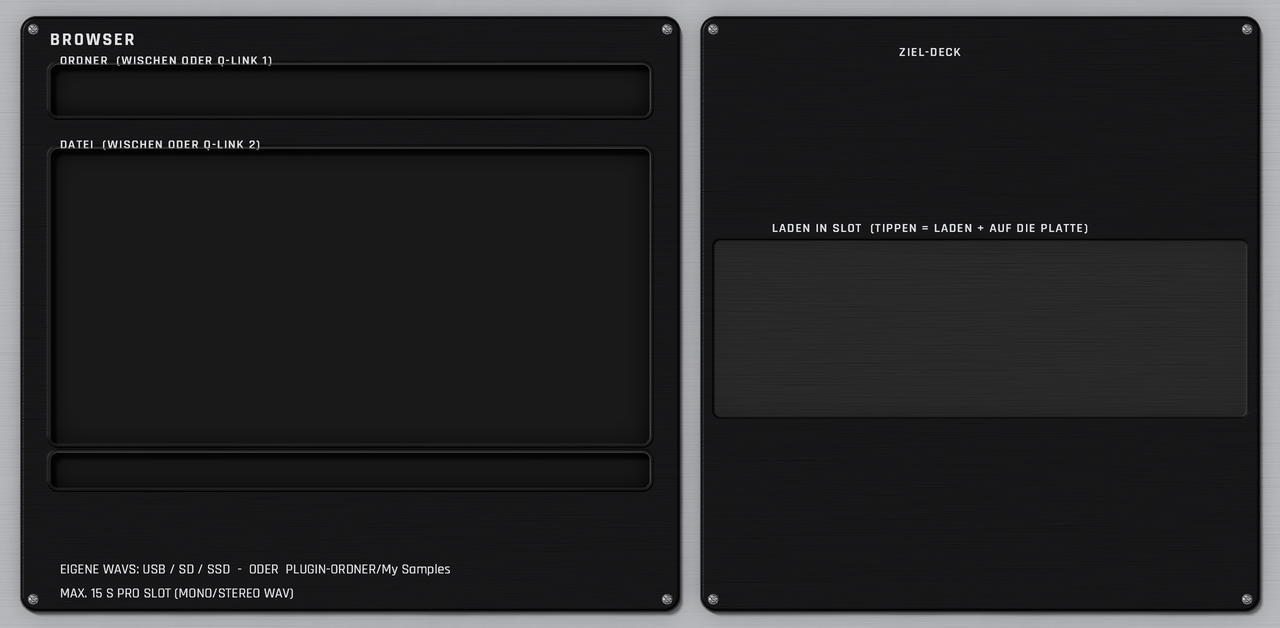 BROWSER
ORDNER (WISCHEN ODER Q-LINK 1)
DATEI (WISCHEN ODER Q-LINK 2)
EIGENE WAVS: USB / SD / SSD - ODER PLUGIN-ORDNER/My Samples
MAX. 15 S PRO SLOT (MONO/STEREO WAV)
ZIEL-DECK
LADEN IN SLOT (TIPPEN = LADEN + AUF DIE PLATTE)